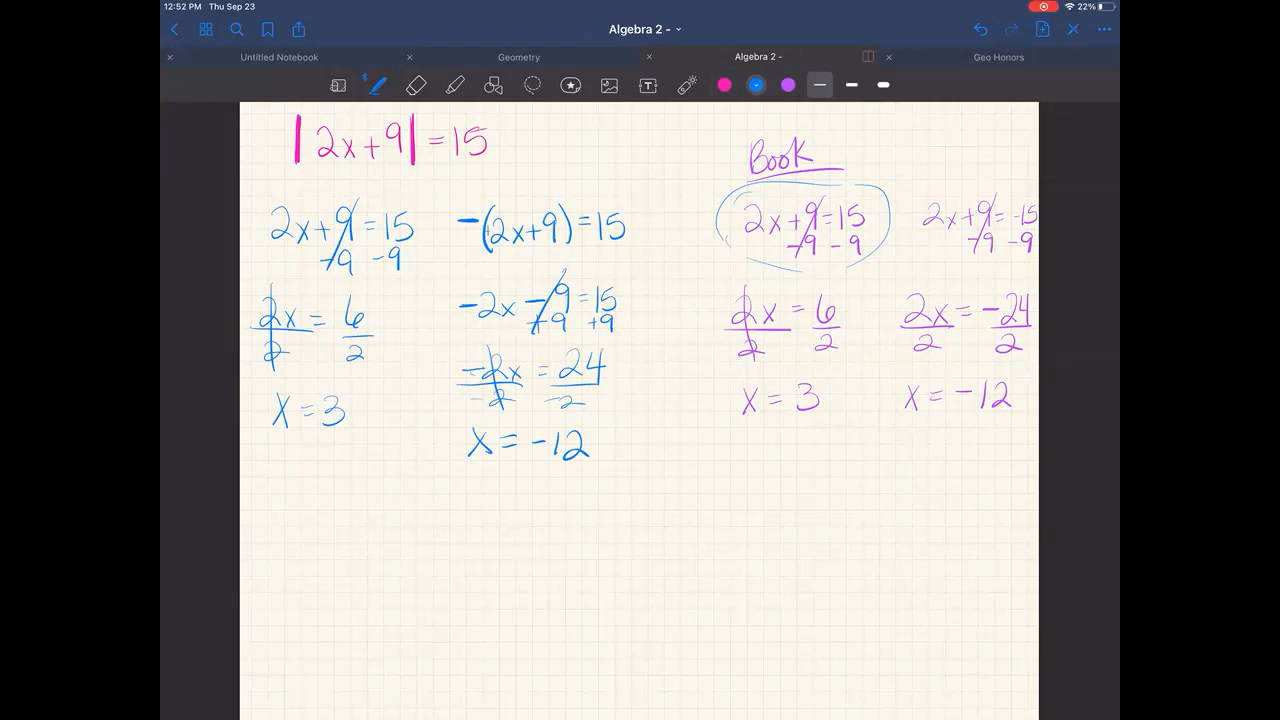 12:52 PM Thu Sep 23
22%
Algebra 2 -
Untitled Notebook
Geometry
Algebra 2 -
Geo Honors
|2x+9| = 15
2x+9 = 15
-9 -9
2x = 6
2 2
x = 3
-(2x+9) = 15
-2x -9 = 15
+9 +9
-2x = 24
-2 -2
x = -12
Book
2x+9 = 15
-9 -9
2x = 6
2 2
x = 3
2x+9 = -15
-9 -9
2x = -24
2 2
x = -12